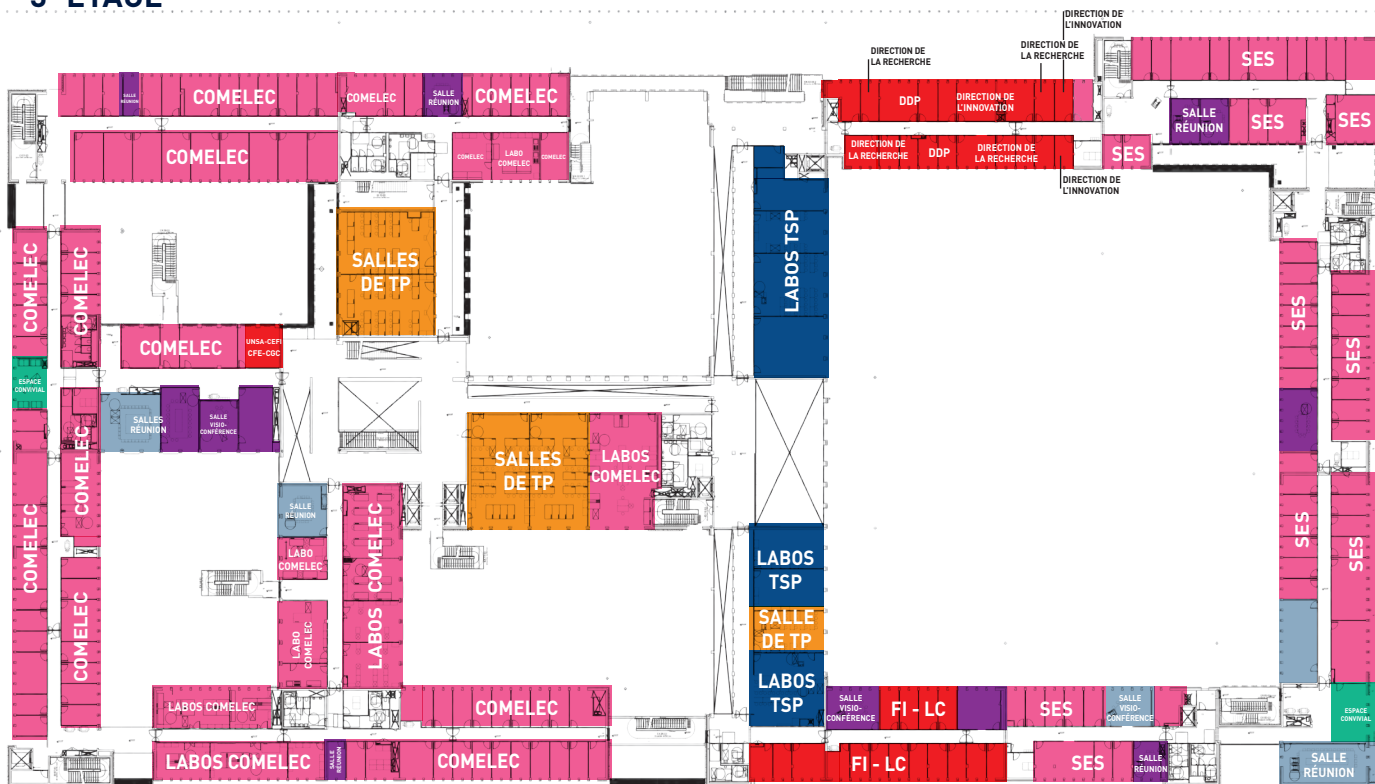 3e ÉTAGE
DIRECTION DE
L'INNOVATION
DIRECTION DE
LA RECHERCHE
DIRECTION DE
LA RECHERCHE
SES
COMELEC
SALLE
RÉUNION
COMELEC
SALLE
RÉUNION
COMELEC
DDP
DIRECTION DE
L'INNOVATION
SALLE
RÉUNION
SES
SES
COMELEC
COMELEC
LABO
COMELEC
COMELEC
DIRECTION DE
LA RECHERCHE
DDP
DIRECTION DE
LA RECHERCHE
SES
DIRECTION DE
L'INNOVATION
COMELEC
COMELEC
SALLES
DE TP
LABOS TSP
SES
SES
COMELEC
UNSA-CEFI
CFE-CGC
ESPACE
CONVIVIAL
SALLES
RÉUNION
SALLE
VISIO-
CONFÉRENCE
COMELEC
COMELEC
SALLES
DE TP
LABOS
COMELEC
SALLE
RÉUNION
LABO
COMELEC
LABOS COMELEC
LABOS
TSP
SES
SES
LABO
COMELEC
COMELEC
SALLE
DE TP
LABOS
TSP
LABOS COMELEC
COMELEC
SALLE
VISIO-
CONFÉRENCE
FI - LC
SES
SALLE
VISIO-
CONFÉRENCE
ESPACE
CONVIVIAL
LABOS COMELEC
SALLE
RÉUNION
COMELEC
FI - LC
SES
SALLE
RÉUNION
SALLE
RÉUNION